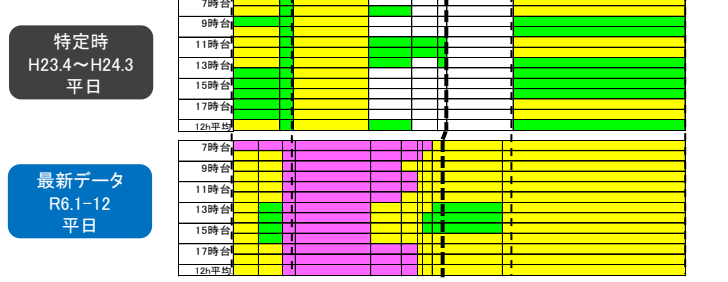 7時台
9時台
11時台
13時台
15時台
17時台
12h平均
特定時
H23.4～H24.3
平日
7時台
9時台
11時台
13時台
15時台
17時台
12h平均
最新データ
R6.1-12
平日